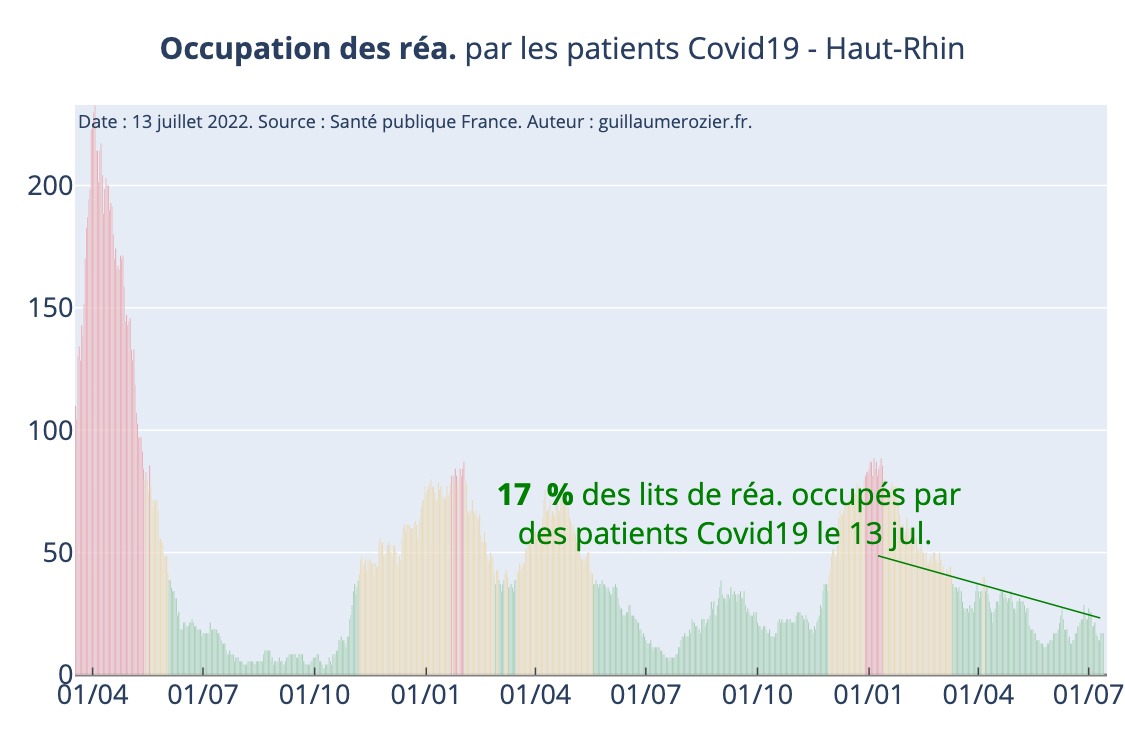 Occupation des réa. par les patients Covid19 - Haut-Rhin
Date : 13 juillet 2022. Source : Santé publique France. Auteur : guillaumerozier.fr.
200
150
100
50
0
17 % des lits de réa. occupés par
des patients Covid19 le 13 jul.
01/04 01/07 01/10 01/01 01/04 01/07 01/10 01/01 01/04 01/07